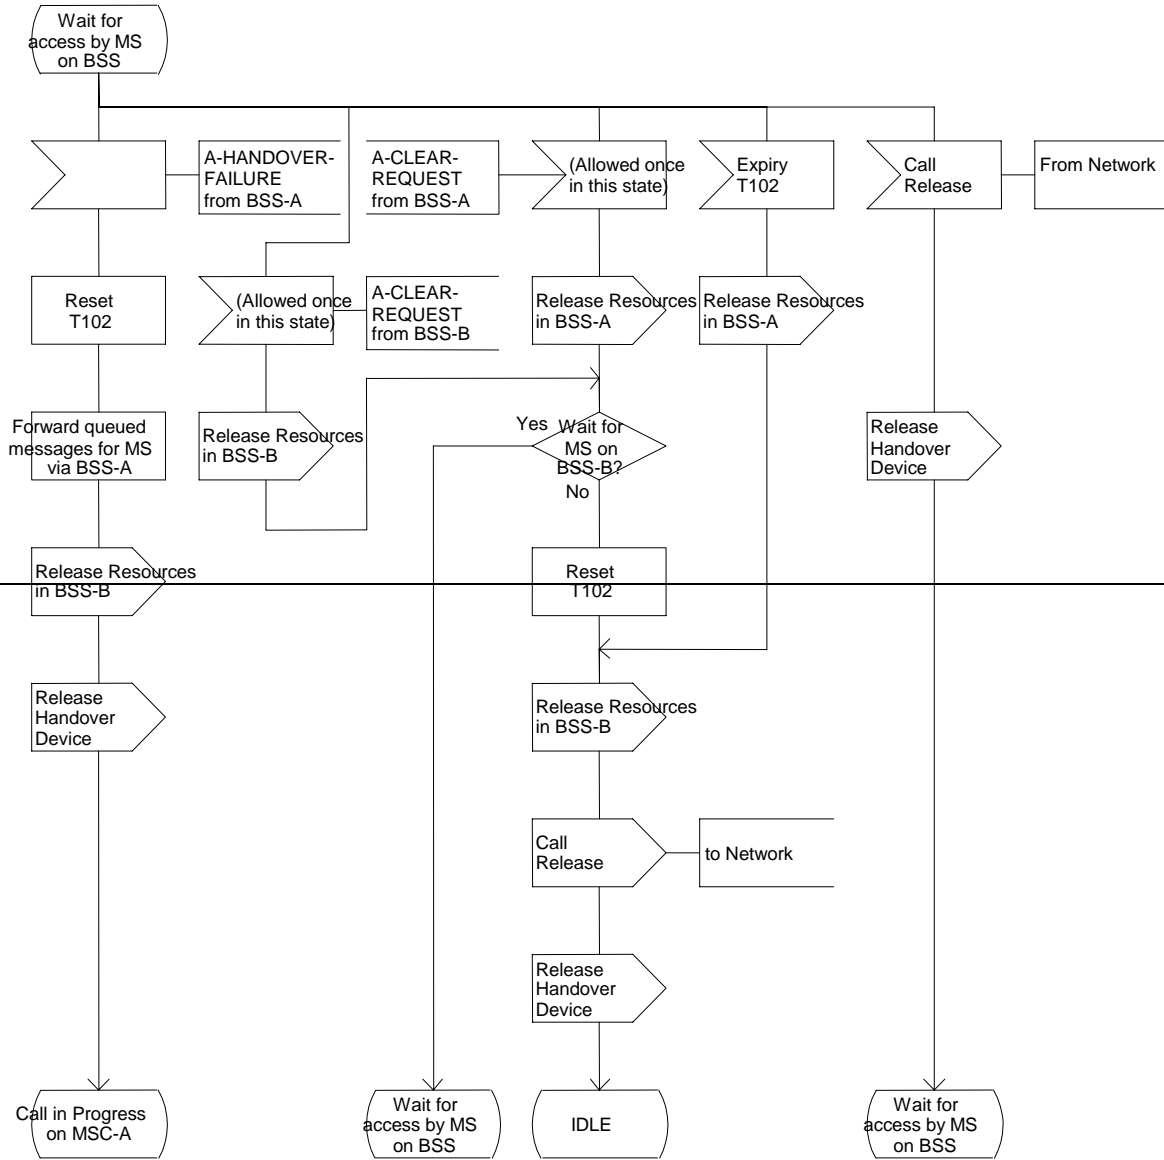 Wait for
access by MS
on BSS
A-HANDOVER-
FAILURE
from BSS-A
A-CLEAR-
REQUEST
from BSS-A
(Allowed once
in this state)
Expiry
T102
Call
Release
From Network
Reset
T102
(Allowed once
in this state)
A-CLEAR-
REQUEST
from BSS-B
Release Resources
in BSS-A
Release Resources
in BSS-A
Forward queued
messages for MS
via BSS-A
Release Resources
in BSS-B
Yes
Wait for
MS on
BSS-B?
No
Release
Handover
Device
Release Resources
in BSS-B
Reset
T102
Release
Handover
Device
Release Resources
in BSS-B
Call
Release
to Network
Release
Handover
Device
Call in Progress
on MSC-A
Wait for
access by MS
on BSS
IDLE
Wait for
access by MS
on BSS